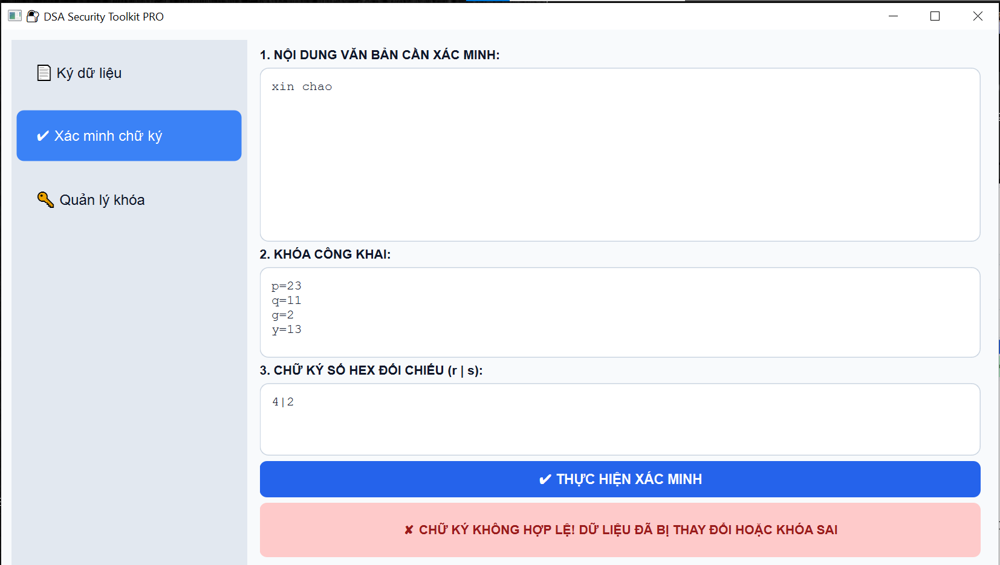 DSA Security Toolkit PRO
Ký dữ liệu
✔ Xác minh chữ ký
Quản lý khóa
1. NỘI DUNG VĂN BẢN CẦN XÁC MINH:
xin chao
2. KHÓA CÔNG KHAI:
p=23
q=11
g=2
y=13
3. CHỮ KÝ SỐ HEX ĐỐI CHIẾU (r | s):
4|2
✔ THỰC HIỆN XÁC MINH
✘ CHỮ KÝ KHÔNG HỢP LỆ! DỮ LIỆU ĐÃ BỊ THAY ĐỔI HOẶC KHÓA SAI